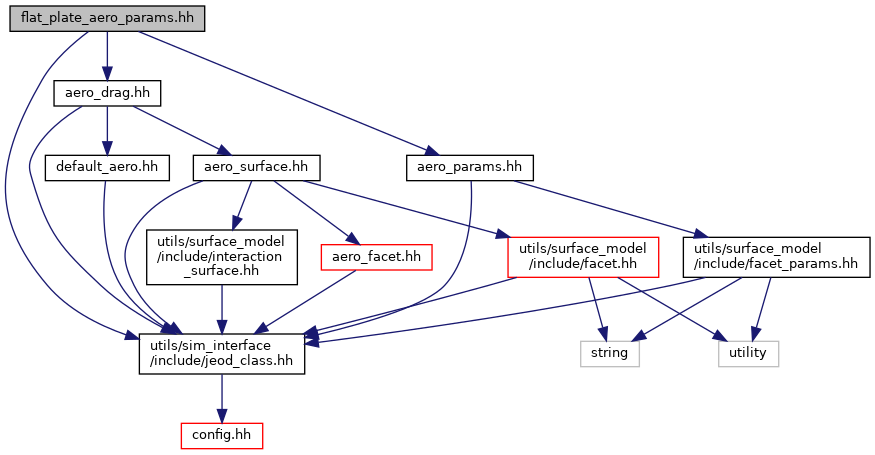 flat_plate_aero_params.hh
aero_drag.hh
default_aero.hh
aero_surface.hh
aero_params.hh
utils/surface_model
/include/interaction
_surface.hh
aero_facet.hh
utils/surface_model
/include/facet.hh
utils/surface_model
/include/facet_params.hh
utils/sim_interface
/include/jeod_class.hh
string
utility
config.hh